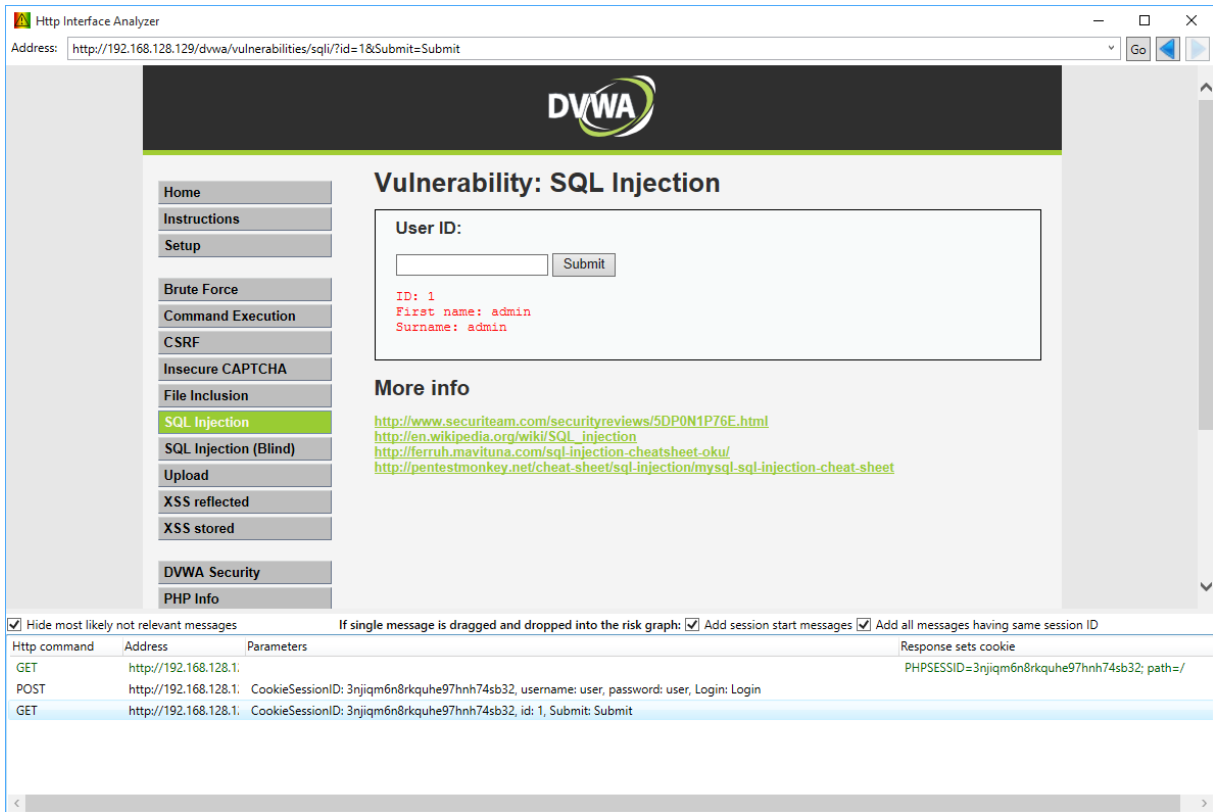 Http Interface Analyzer
Address: http://192.168.128.129/dvwa/vulnerabilities/sqli/?id=1&Submit=Submit Go
DVWA
Home
Instructions
Setup
Brute Force
Command Execution
CSRF
Insecure CAPTCHA
File Inclusion
SQL Injection
SQL Injection (Blind)
Upload
XSS reflected
XSS stored
DVWA Security
PHP Info
Vulnerability: SQL Injection
User ID:
Submit
ID: 1
First name: admin
Surname: admin
More info
http://www.securiteam.com/securityreviews/5DP0N1P76E.html
http://en.wikipedia.org/wiki/SQL_injection
http://ferruh.mavituna.com/sql-injection-cheatsheet-oku/
http://pentestmonkey.net/cheat-sheet/sql-injection/mysql-sql-injection-cheat-sheet
Hide most likely not relevant messages If single message is dragged and dropped into the risk graph: Add session start messages Add all messages having same session ID
Http command Address Parameters Response sets cookie
GET http://192.168.128.1 PHPSESSID=3njiqm6n8rkquhe97hnh74sb32; path=/
POST http://192.168.128.1 CookieSessionID: 3njiqm6n8rkquhe97hnh74sb32, username: user, password: user, Login: Login
GET http://192.168.128.1 CookieSessionID: 3njiqm6n8rkquhe97hnh74sb32, id: 1, Submit: Submit